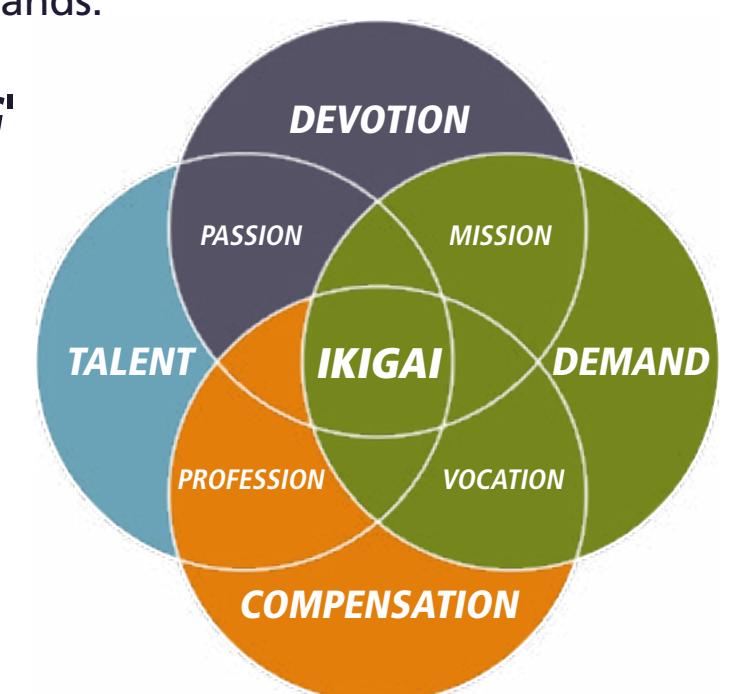 ands.
DEVOTION
PASSION MISSION
TALENT IKIGAI DEMAND
PROFESSION VOCATION
COMPENSATION